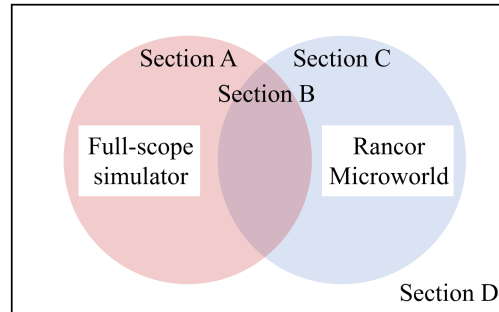 Section A
Section C
Section B
Full-scope
simulator
Rancor
Microworld
Section D